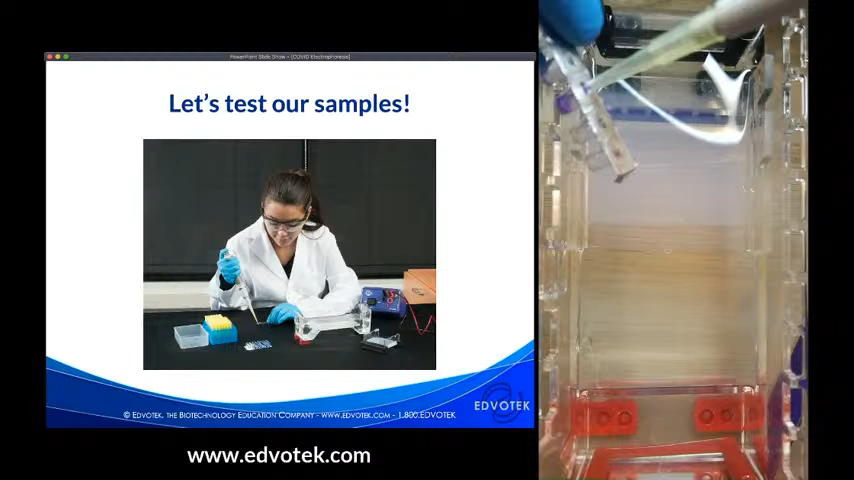 PowerPoint Slide Show - [COVID Electrophoresis]
Let's test our samples!
© EDVOTEK, THE BIOTECHNOLOGY EDUCATION COMPANY - WWW.EDVOTEK.COM - 1.800.EDVOTEK
EDVOTEK
www.edvotek.com